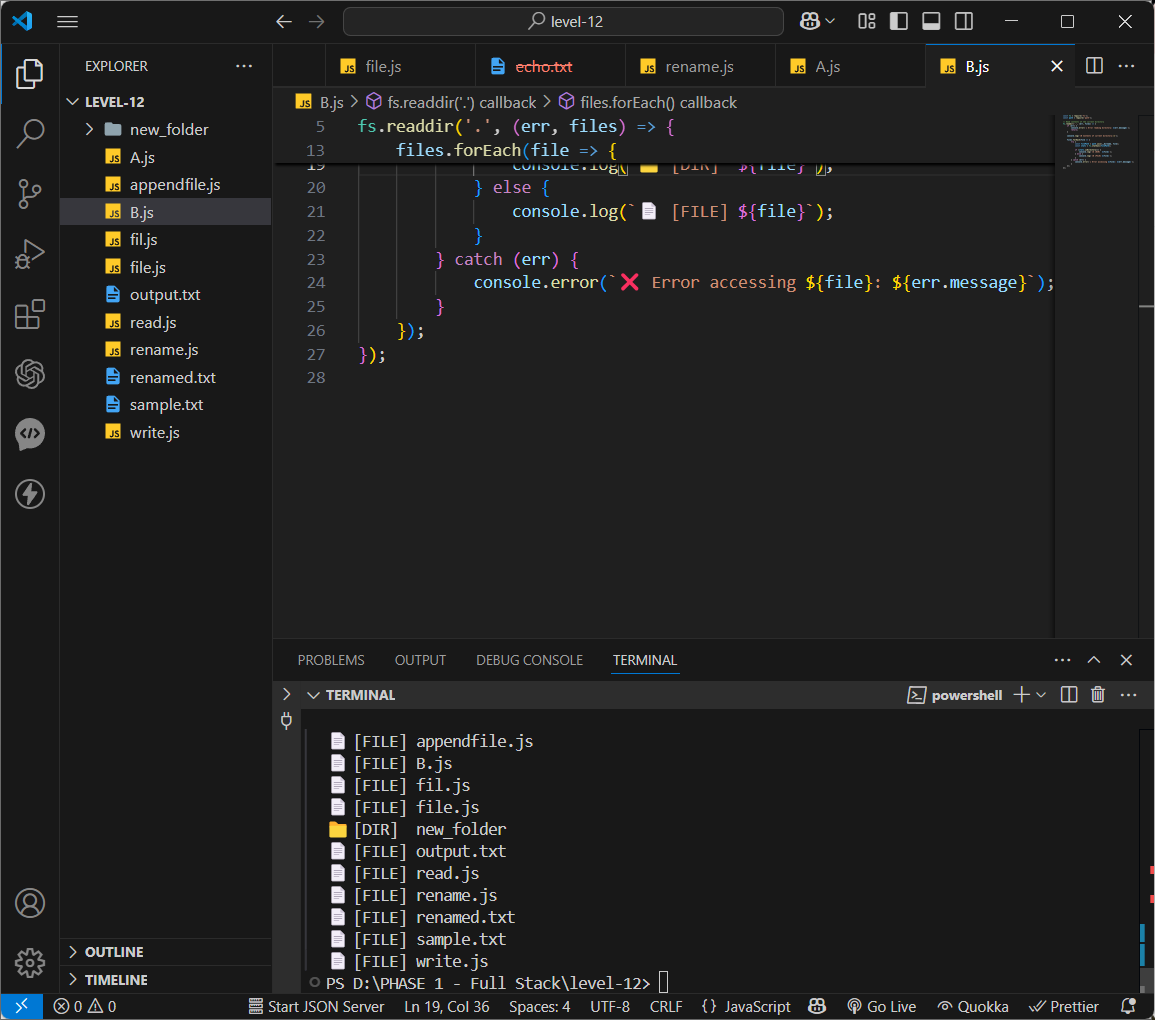 level-12
EXPLORER
file.js
echo.txt
rename.js
A.js
B.js
LEVEL-12
new_folder
A.js
appendfile.js
B.js
fil.js
file.js
output.txt
read.js
rename.js
renamed.txt
sample.txt
write.js
OUTLINE
TIMELINE
B.js > fs.readdir('.') callback > files.forEach() callback
5 fs.readdir('.', (err, files) => {
13 files.forEach(file => {
19 console.log(`📁 [DIR]  ${file}`);
20 } else {
21 console.log(`📄 [FILE] ${file}`);
22 }
23 } catch (err) {
24 console.error(`❌ Error accessing ${file}: ${err.message}`);
25 }
26 });
27 });
28
PROBLEMS OUTPUT DEBUG CONSOLE TERMINAL
TERMINAL
powershell
[FILE] appendfile.js
[FILE] B.js
[FILE] fil.js
[FILE] file.js
[DIR]  new_folder
[FILE] output.txt
[FILE] read.js
[FILE] rename.js
[FILE] renamed.txt
[FILE] sample.txt
[FILE] write.js
PS D:\PHASE 1 - Full Stack\level-12>
0 0 Start JSON Server Ln 19, Col 36 Spaces: 4 UTF-8 CRLF {} JavaScript Go Live Quokka Prettier